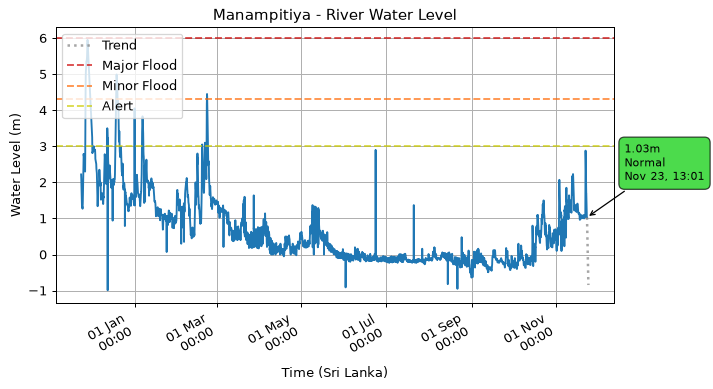 Manampitiya - River Water Level
Water Level (m)
6
5
4
3
2
1
0
−1
Trend
Major Flood
Minor Flood
Alert
1.03m
Normal
Nov 23, 13:01
01 Jan
00:00
01 Mar
00:00
01 May
00:00
01 Jul
00:00
01 Sep
00:00
01 Nov
00:00
Time (Sri Lanka)